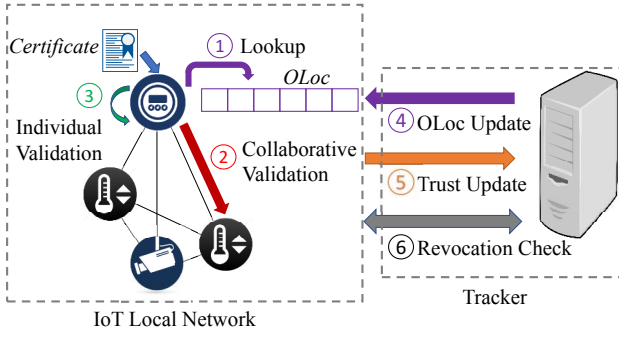 Certificate
① Lookup
OLoc
③
Individual
Validation
② Collaborative
Validation
④ OLoc Update
⑤ Trust Update
⑥ Revocation Check
Tracker
IoT Local Network